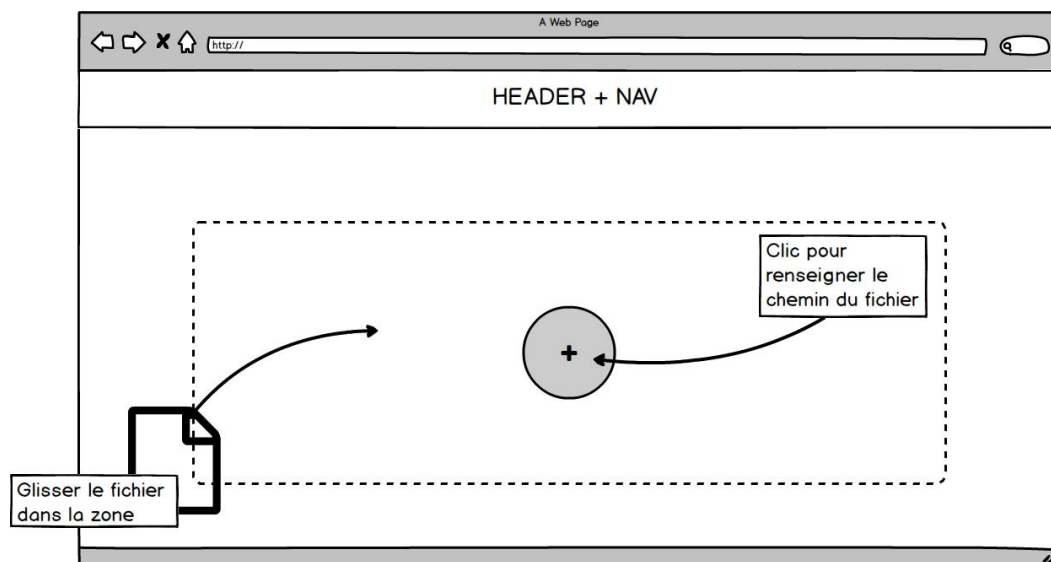 A Web Page
http://
HEADER + NAV
Clic pour
renseigner le
chemin du fichier
+
Glisser le fichier
dans la zone